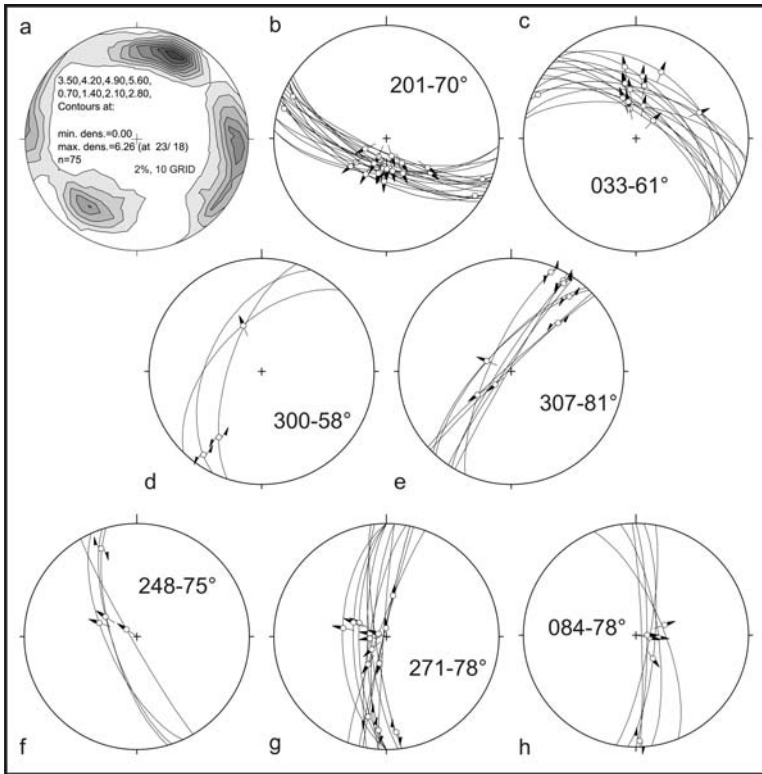 a
3.50,4.20,4.90,5.60,
0.70,1.40,2.10,2.80,
Contours at:
min. dens.=0.00
max. dens.=6.26 (at 23/ 18)
n=75
2%, 10 GRID
b
201-70°
c
033-61°
d
300-58°
e
307-81°
f
248-75°
g
271-78°
h
084-78°